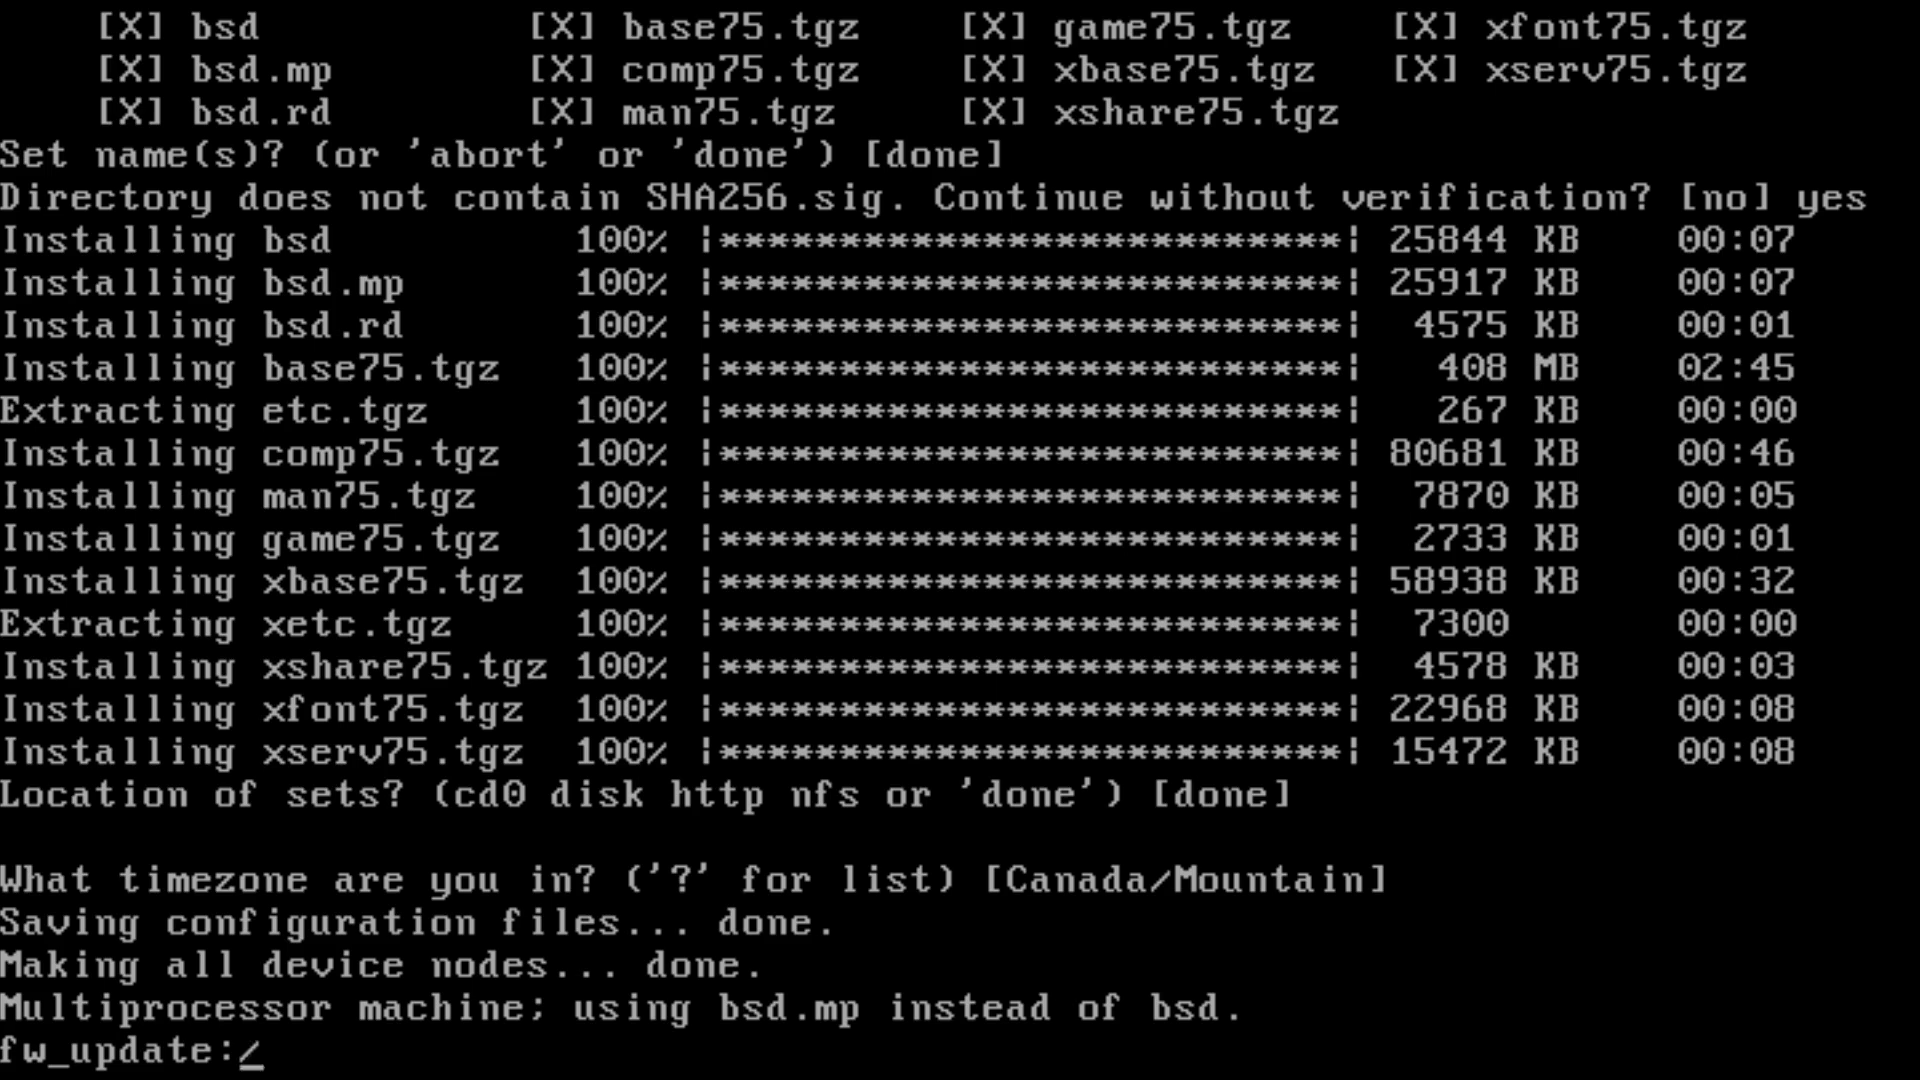 [X] bsd [X] base75.tgz [X] game75.tgz [X] xfont75.tgz
[X] bsd.mp [X] comp75.tgz [X] xbase75.tgz [X] xserv75.tgz
[X] bsd.rd [X] man75.tgz [X] xshare75.tgz
Set name(s)? (or 'abort' or 'done') [done]
Directory does not contain SHA256.sig. Continue without verification? [no] yes
Installing bsd 100% |**************************| 25844 KB 00:07
Installing bsd.mp 100% |**************************| 25917 KB 00:07
Installing bsd.rd 100% |**************************| 4575 KB 00:01
Installing base75.tgz 100% |**************************| 408 MB 02:45
Extracting etc.tgz 100% |**************************| 267 KB 00:00
Installing comp75.tgz 100% |**************************| 80681 KB 00:46
Installing man75.tgz 100% |**************************| 7870 KB 00:05
Installing game75.tgz 100% |**************************| 2733 KB 00:01
Installing xbase75.tgz 100% |**************************| 58938 KB 00:32
Extracting xetc.tgz 100% |**************************| 7300 00:00
Installing xshare75.tgz 100% |**************************| 4578 KB 00:03
Installing xfont75.tgz 100% |**************************| 22968 KB 00:08
Installing xserv75.tgz 100% |**************************| 15472 KB 00:08
Location of sets? (cd0 disk http nfs or 'done') [done]
What timezone are you in? ('?' for list) [Canada/Mountain]
Saving configuration files... done.
Making all device nodes... done.
Multiprocessor machine; using bsd.mp instead of bsd.
fw_update:/